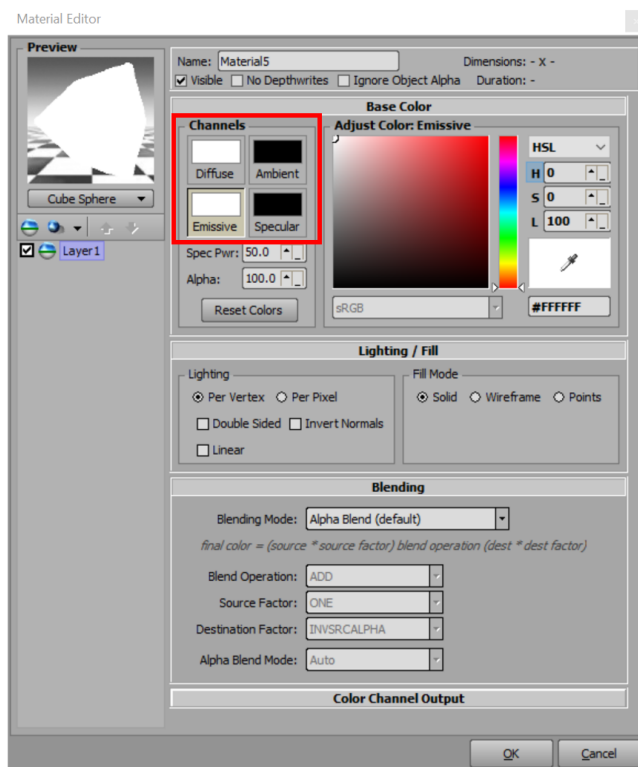 Material Editor
Preview
Cube Sphere
Layer1
Name: Material5 Dimensions: - X -
Visible No Depthwrites Ignore Object Alpha Duration: -
Base Color
Channels
Diffuse Ambient
Emissive Specular
Spec Pwr: 50.0
Alpha: 100.0
Reset Colors
Adjust Color: Emissive
HSL
H 0
S 0
L 100
sRGB #FFFFFF
Lighting / Fill
Lighting
Per Vertex Per Pixel
Double Sided Invert Normals
Linear
Fill Mode
Solid Wireframe Points
Blending
Blending Mode: Alpha Blend (default)
final color = (source * source factor) blend operation (dest * dest factor)
Blend Operation: ADD
Source Factor: ONE
Destination Factor: INVSRCALPHA
Alpha Blend Mode: Auto
Color Channel Output
OK Cancel